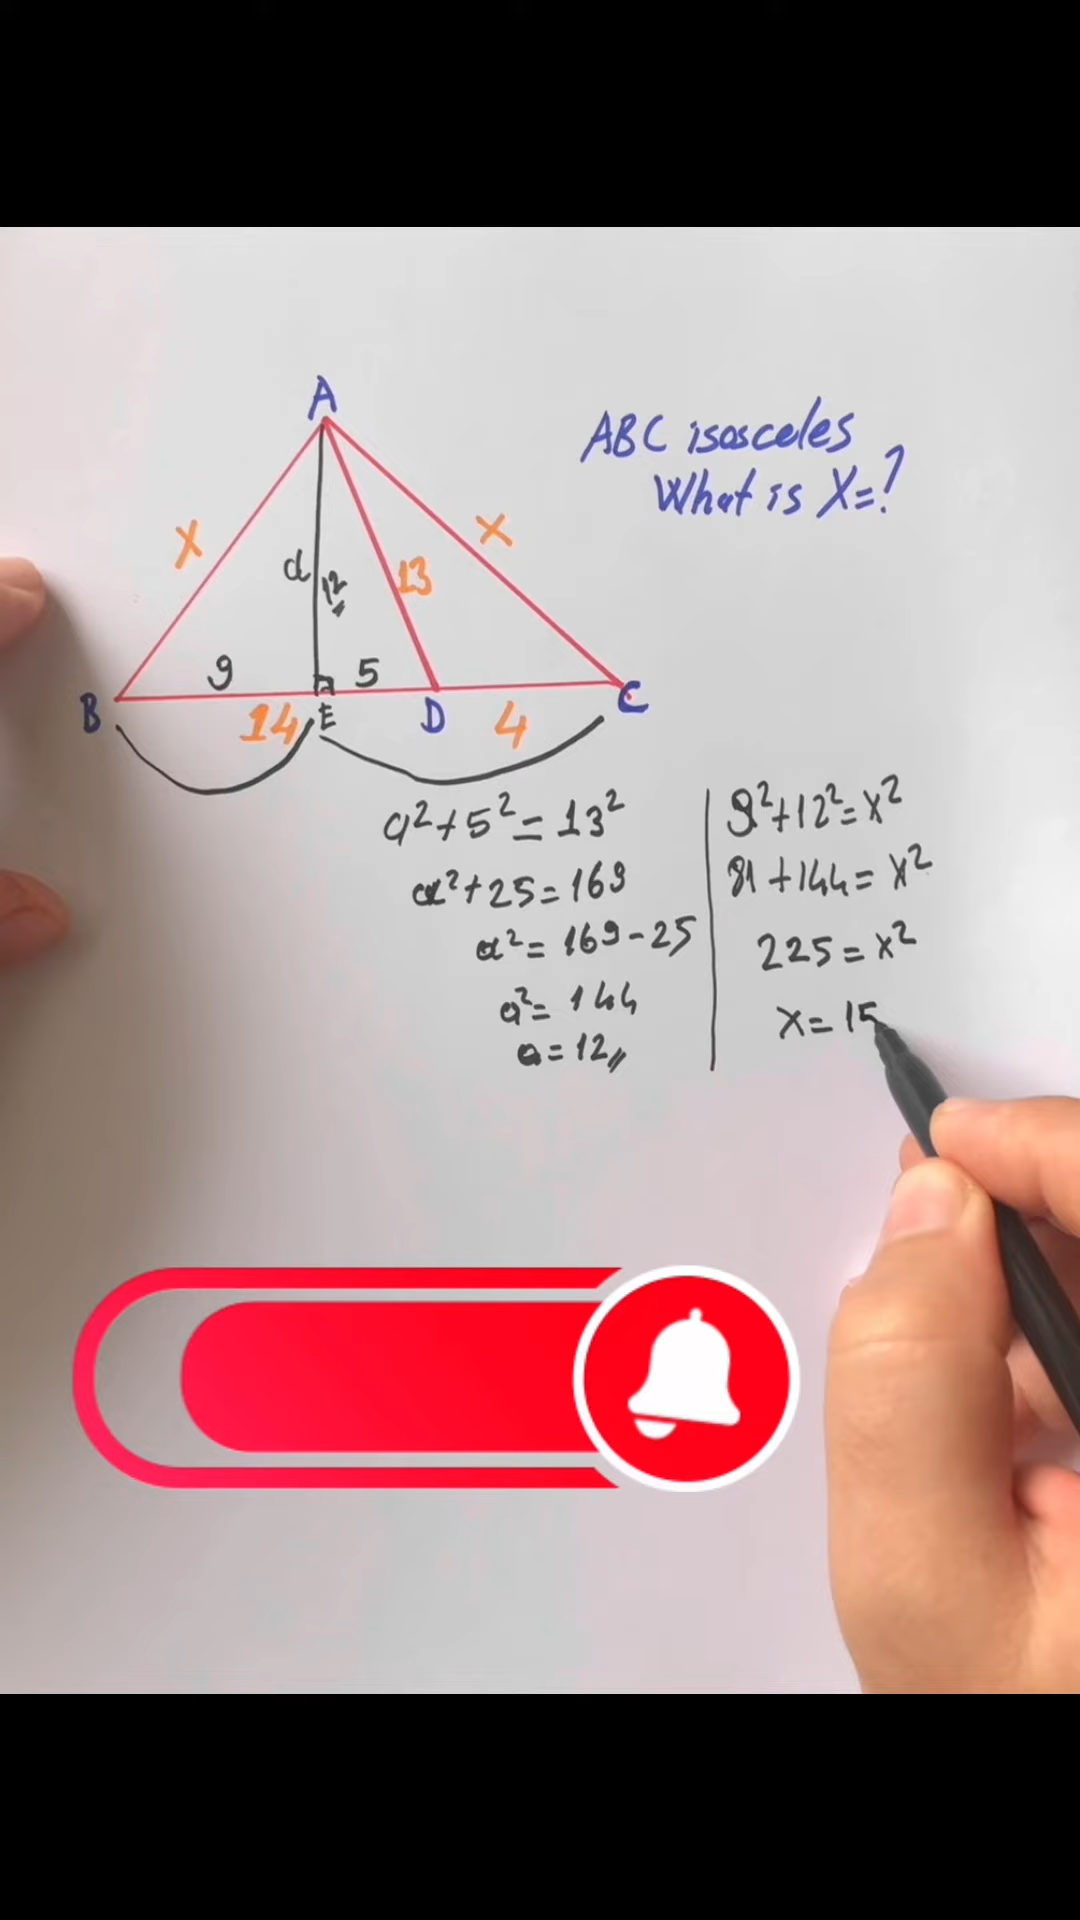 A
ABC isosceles
What is X=?
X
x
a
12
13
9
5
B
14
E
D
4
C
a²+5²=13²
a²+25=169
a²=169-25
a²=144
a=12
9²+12²=x²
81+144=x²
225=x²
x=15